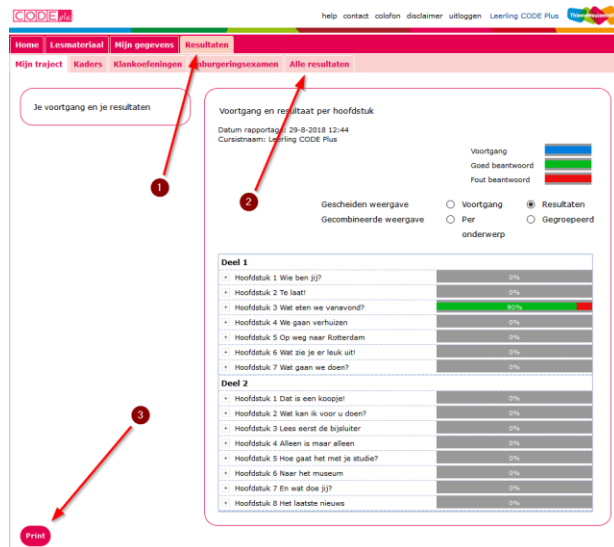 CODE plus
help contact colofon disclaimer uitloggen Leerling CODE Plus ThiemeMeulenhoff
Home Lesmateriaal Mijn gegevens Resultaten
Mijn traject Kaders Klankoefeningen Inburgeringsexamen Alle resultaten
Je voortgang en je resultaten
Voortgang en resultaat per hoofdstuk
Datum rapportage: 29-8-2018 12:44
Cursistnaam: Leerling CODE Plus
Voortgang
Goed beantwoord
Fout beantwoord
1
2
Gescheiden weergave Voortgang Resultaten
Gecombineerde weergave Per onderwerp Gegroepeerd
Deel 1
+ Hoofdstuk 1 Wie ben jij? 0%
+ Hoofdstuk 2 Te laat! 0%
+ Hoofdstuk 3 Wat eten we vanavond? 90%
+ Hoofdstuk 4 We gaan verhuizen 0%
+ Hoofdstuk 5 Op weg naar Rotterdam 0%
+ Hoofdstuk 6 Wat zie je er leuk uit! 0%
+ Hoofdstuk 7 Wat gaan we doen? 0%
Deel 2
+ Hoofdstuk 1 Dat is een koopje! 0%
+ Hoofdstuk 2 Wat kan ik voor u doen? 0%
3
+ Hoofdstuk 3 Lees eerst de bijsluiter 0%
+ Hoofdstuk 4 Alleen is maar alleen 0%
+ Hoofdstuk 5 Hoe gaat het met je studie? 0%
+ Hoofdstuk 6 Naar het museum 0%
+ Hoofdstuk 7 En wat doe jij? 0%
+ Hoofdstuk 8 Het laatste nieuws 0%
Print